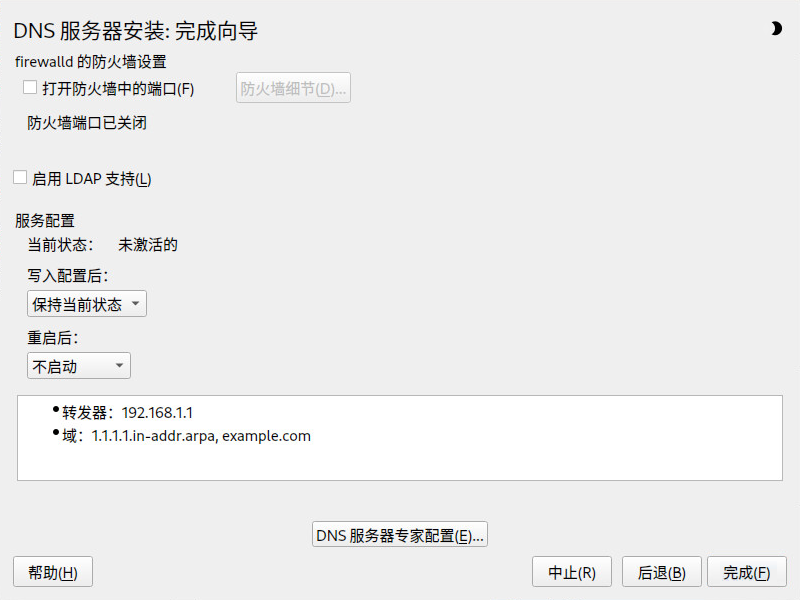 DNS 服务器安装: 完成向导
firewalld 的防火墙设置
打开防火墙中的端口(F) 防火墙细节(D)...
防火墙端口已关闭
启用 LDAP 支持(L)
服务配置
当前状态： 未激活的
写入配置后：
保持当前状态
重启后：
不启动
转发器：192.168.1.1
域：1.1.1.1.in-addr.arpa, example.com
DNS 服务器专家配置(E)...
帮助(H) 中止(R) 后退(B) 完成(F)